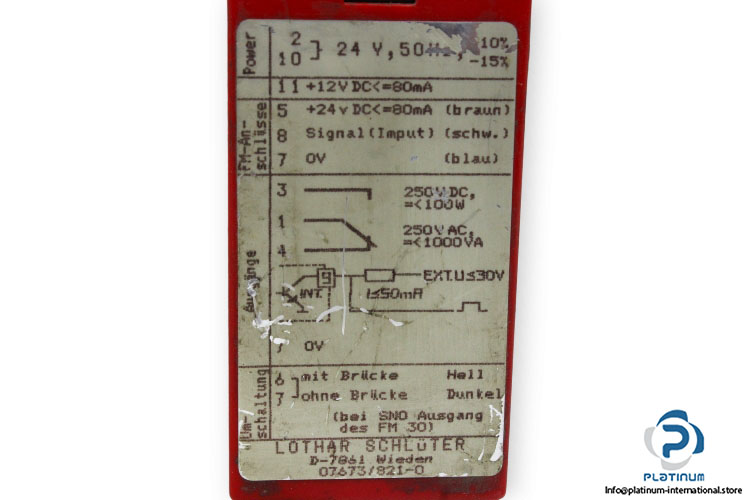 Power
2
10
24 V, 50Hz, +10%
-15%
11 +12V DC<=80mA
FM-An-
schlüsse
5 +24v DC<=80mA (braun)
8 Signal(Imput) (schw.)
7 0V (blau)
Ausgänge
3 250V DC,
=<100W
1 250V AC,
=<1000VA
4
9 EXT.U≤30V
INT. I≤50mA
7 0V
Um-
schaltung
6 mit Brücke Hell
7 ohne Brücke Dunkel
(bei SNO Ausgang
des FM 30)
LOTHAR SCHLÜTER
D-7861 Wieden
07673/821-0
PLATINUM
INTERNATIONAL
Info@platinum-international.store